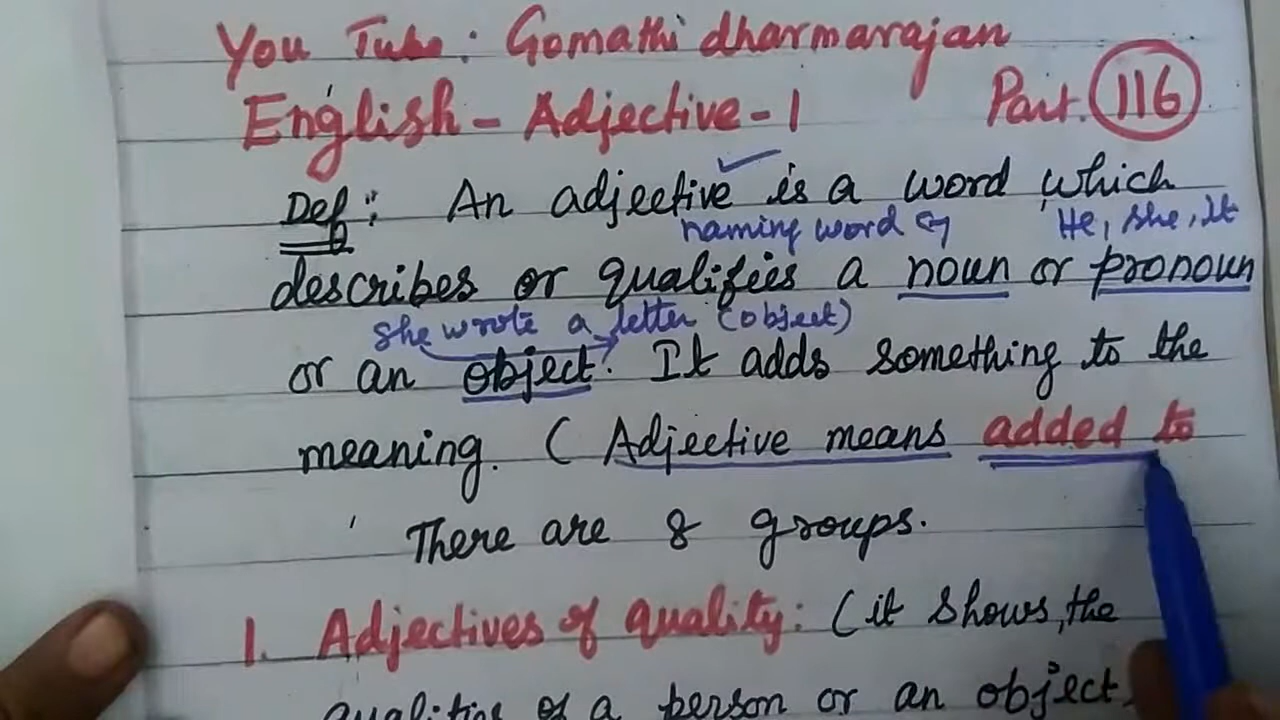 You Tube: Gomathi dharmarajan
English - Adjective - 1 Part. 116
Def: An adjective is a word which
naming word He, she, it
describes or qualifies a noun or pronoun
she wrote a letter (object)
or an object. It adds something to the
meaning. ( Adjective means added to
There are 8 groups.
1. Adjectives of quality: (it shows, the
qualities of a person or an object,